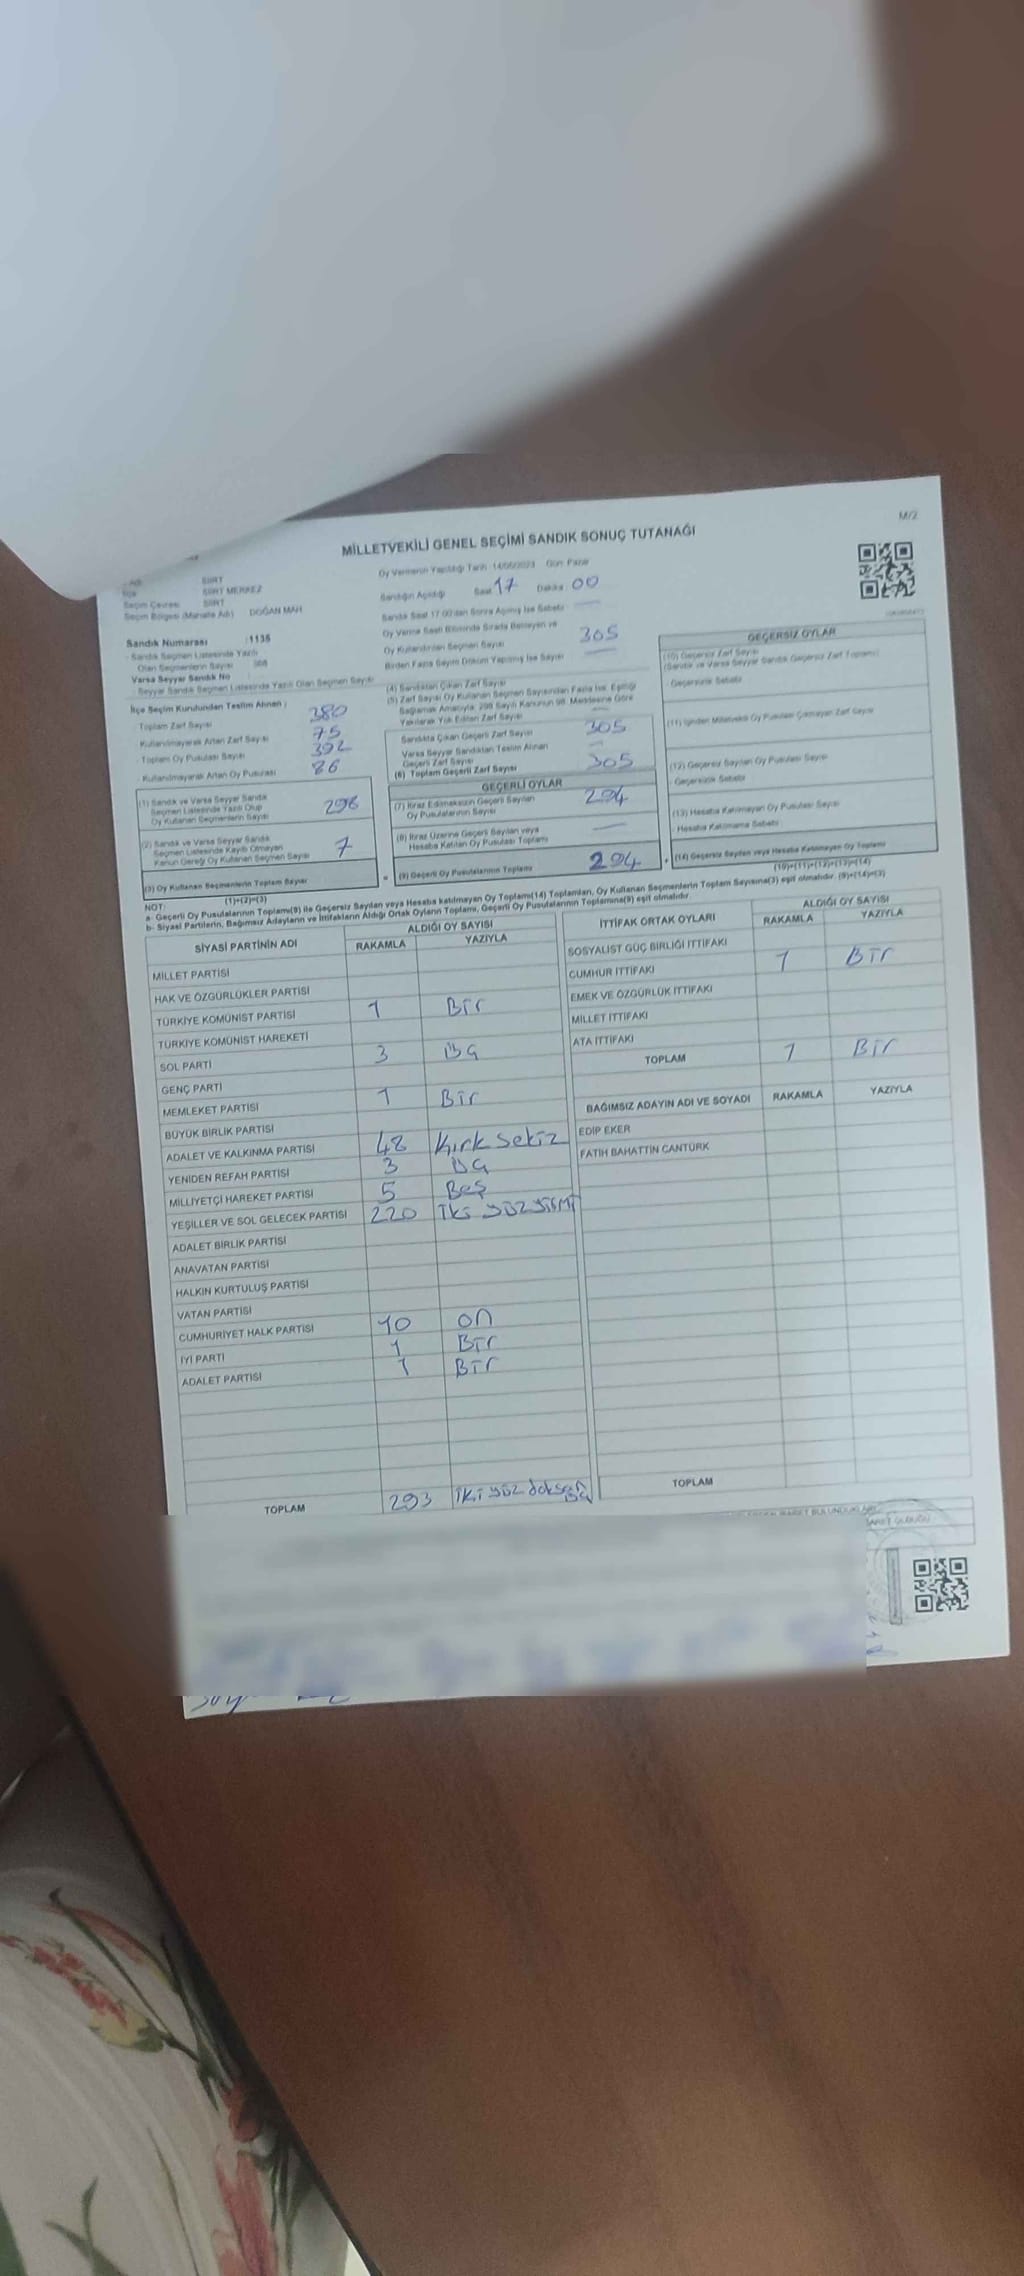 M/2
MİLLETVEKİLİ GENEL SEÇİMİ SANDIK SONUÇ TUTANAĞI
SİİRT
SİİRT MERKEZ
Seçim Çevresi SİİRT
Seçim Bölgesi (Mahalle Adı) DOĞAN MAH
Sandık Numarası :1136
Sandık Seçmen Listesinde Yazılı
Olan Seçmenlerin Sayısı
Varsa Seyyar Sandık No
Seyyar Sandık Seçmen Listesinde Yazılı Olan Seçmen Sayısı
İlçe Seçim Kurulundan Teslim Alınan :
Toplam Zarf Sayısı 380
Kullanılmayarak Artan Zarf Sayısı 75
Toplam Oy Pusulası Sayısı 392
Kullanılmayarak Artan Oy Pusulası 86
(1) Sandık ve Varsa Seyyar Sandık
Seçmen Listesinde Yazılı Olup
Oy Kullanan Seçmenlerin Sayısı 298
(2) Sandık ve Varsa Seyyar Sandık
Seçmen Listesinde Kayıtlı Olmayan
Kanun Gereği Oy Kullanan Seçmen Sayısı 7
(3) Oy Kullanan Seçmenlerin Toplam Sayısı
(1)+(2)=(3)
Oy Vermenin Yapıldığı Tarih :14/05/2023 Gün: Pazar
Sandığın Açıldığı Saat 17 Dakika 00
Sandık Saat 17.00'dan Sonra Açılmış İse Sebebi
Oy Verme Saati Bitiminde Sırada Bekleyen ve
Oy Kullandırılan Seçmen Sayısı 305
Birden Fazla Sayım Döküm Yapılmış İse Sayısı
(4) Sandıktan Çıkan Zarf Sayısı
(5) Zarf Sayısı Oy Kullanan Seçmen Sayısından Fazla İse, Eşitliği
Sağlamak Amacıyla, 298 Sayılı Kanunun 98. Maddesine Göre
Yakılarak Yok Edilen Zarf Sayısı
Sandıkta Çıkan Geçerli Zarf Sayısı 305
Varsa Seyyar Sandıktan Teslim Alınan
Geçerli Zarf Sayısı
(6) Toplam Geçerli Zarf Sayısı 305
GEÇERLİ OYLAR
(7) İtiraz Edilmeksizin Geçerli Sayılan
Oy Pusulalarının Sayısı 294
(8) İtiraz Üzerine Geçerli Sayılan veya
Hesaba Katılan Oy Pusulası Toplamı
(9) Geçerli Oy Pusulalarının Toplamı 294
GEÇERSİZ OYLAR
(10) Geçersiz Zarf Sayısı
(Sandık ve Varsa Seyyar Sandık Geçersiz Zarf Toplamı)
Geçersizlik Sebebi
(11) İçinden Milletvekili Oy Pusulası Çıkmayan Zarf Sayısı
(12) Geçersiz Sayılan Oy Pusulası Sayısı
Geçersizlik Sebebi
(13) Hesaba Katılmayan Oy Pusulası Sayısı
Hesaba Katılmama Sebebi
(14) Geçersiz Sayılan veya Hesaba Katılmayan Oy Toplamı
(10)+(11)+(12)+(13)=(14)
NOT:
a- Geçerli Oy Pusulalarının Toplamı(9) ile Geçersiz Sayılan veya Hesaba katılmayan Oy Toplamı(14) Toplamları, Oy Kullanan Seçmenlerin Toplam Sayısına(3) eşit olmalıdır. (9)+(14)=(3)
b- Siyasi Partilerin, Bağımsız Adayların ve İttifakların Aldığı Ortak Oyların Toplamı, Geçerli Oy Pusulalarının Toplamına(9) eşit olmalıdır.
SİYASİ PARTİNİN ADI ALDIĞI OY SAYISI
RAKAMLA YAZIYLA
MİLLET PARTİSİ
HAK VE ÖZGÜRLÜKLER PARTİSİ
TÜRKİYE KOMÜNİST PARTİSİ 1 Bir
TÜRKİYE KOMÜNİST HAREKETİ
SOL PARTİ 3 üç
GENÇ PARTİ
MEMLEKET PARTİSİ 1 Bir
BÜYÜK BİRLİK PARTİSİ
ADALET VE KALKINMA PARTİSİ 48 Kırk sekiz
YENİDEN REFAH PARTİSİ 3 üç
MİLLİYETÇİ HAREKET PARTİSİ 5 Beş
YEŞİLLER VE SOL GELECEK PARTİSİ 220 İki yüz yirmi
ADALET BİRLİK PARTİSİ
ANAVATAN PARTİSİ
HALKIN KURTULUŞ PARTİSİ
VATAN PARTİSİ
CUMHURİYET HALK PARTİSİ 10 on
İYİ PARTİ 1 Bir
ADALET PARTİSİ 1 Bir
TOPLAM 293 iki yüz doksan üç
İTTİFAK ORTAK OYLARI ALDIĞI OY SAYISI
RAKAMLA YAZIYLA
SOSYALİST GÜÇ BİRLİĞİ İTTİFAKI
CUMHUR İTTİFAKI 1 Bir
EMEK VE ÖZGÜRLÜK İTTİFAKI
MİLLET İTTİFAKI
ATA İTTİFAKI
TOPLAM 1 Bir
BAĞIMSIZ ADAYIN ADI VE SOYADI RAKAMLA YAZIYLA
EDİP EKER
FATİH BAHATTİN CANTÜRK
TOPLAM